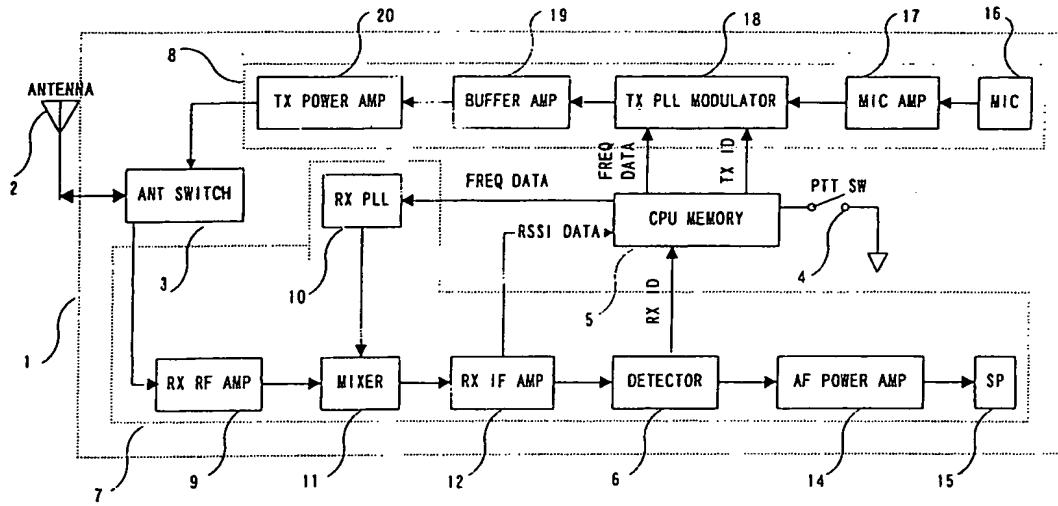 20
19
18
17
16
8
ANTENNA
TX POWER AMP
BUFFER AMP
TX PLL MODULATOR
MIC AMP
MIC
2
FREQ DATA
TX ID
ANT SWITCH
RX PLL
FREQ DATA
CPU MEMORY
PTT SW
RSSI DATA
3
10
5
4
RX ID
1
RX RF AMP
MIXER
RX IF AMP
DETECTOR
AF POWER AMP
SP
7
9
11
12
6
14
15